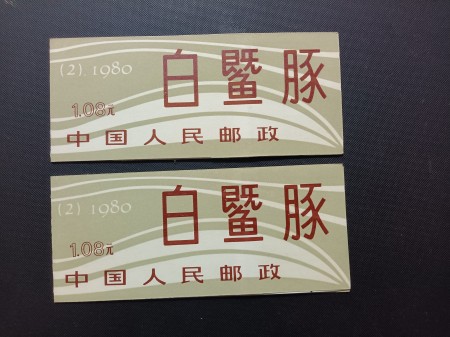 (2). 1980
白鱀豚
1.08元
中国人民邮政
(2) 1980
白鱀豚
1.08元
中国人民邮政